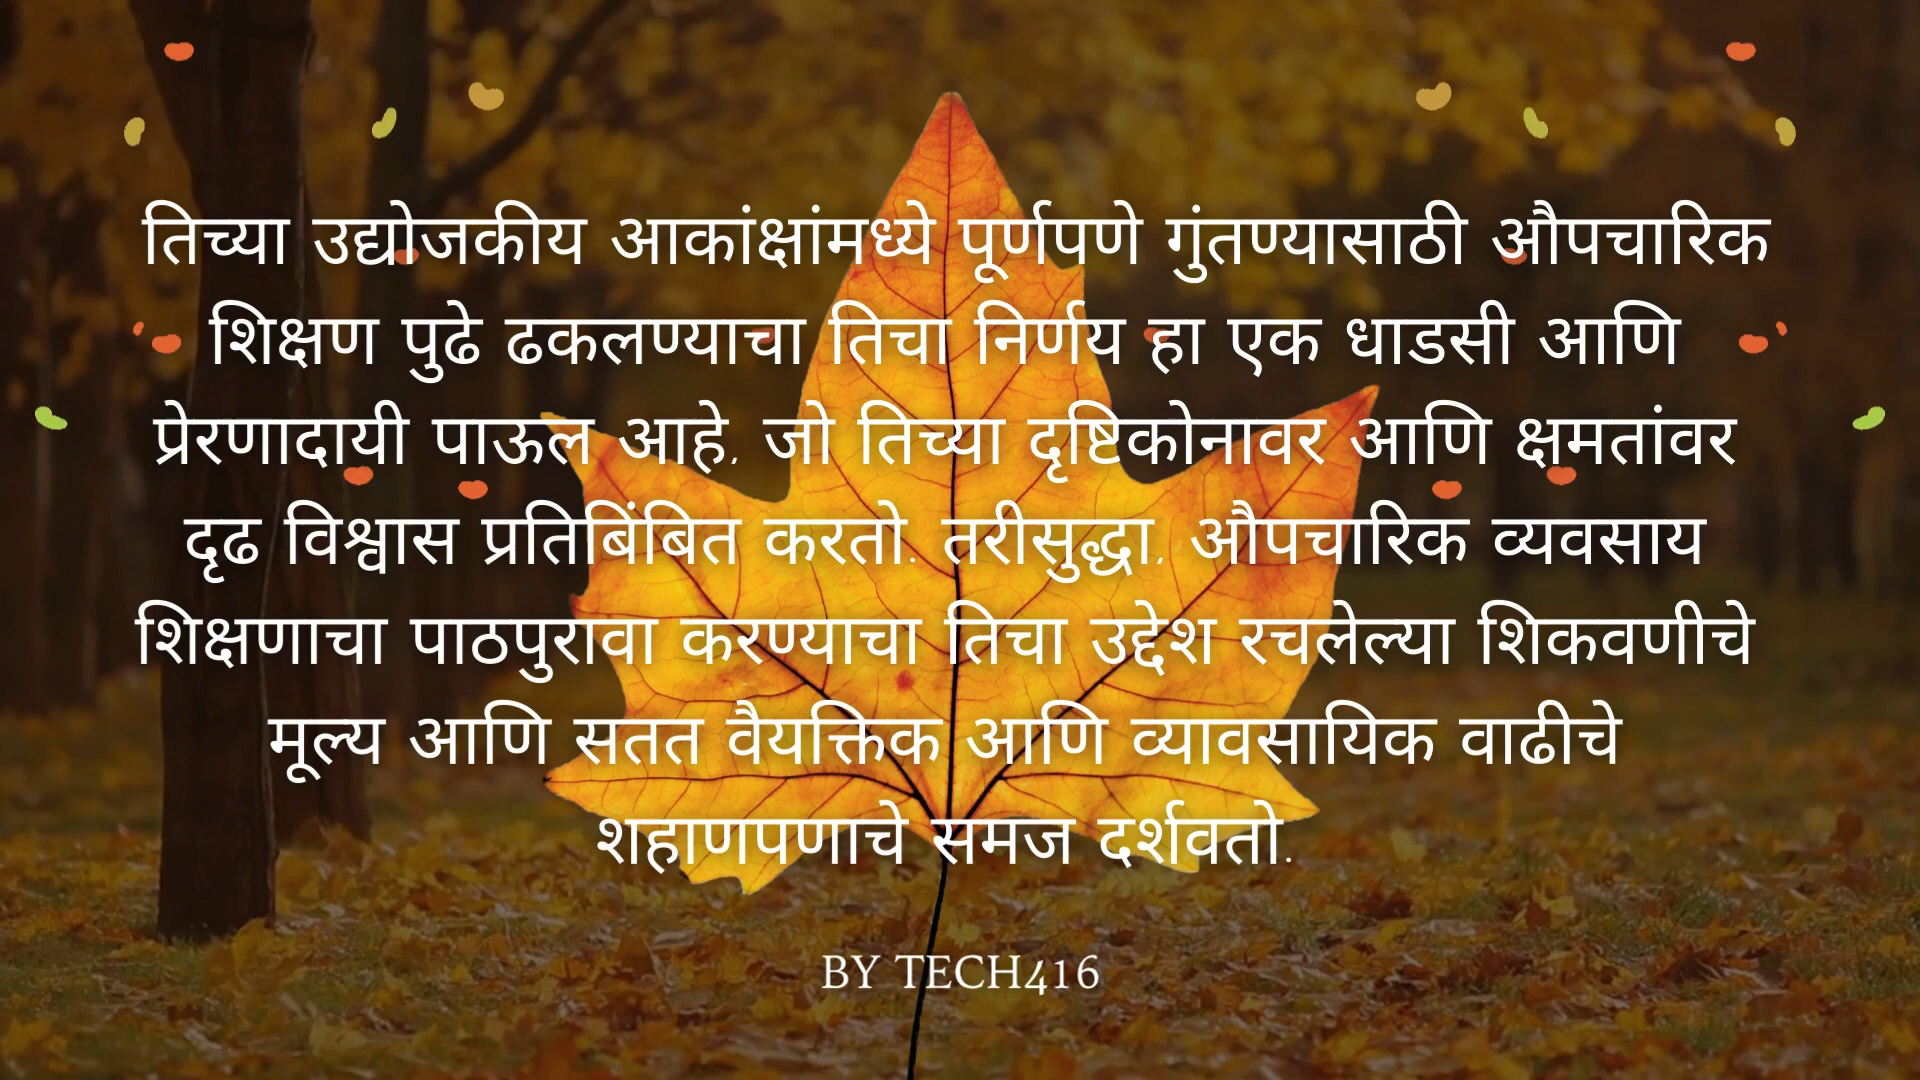 तिच्या उद्योजकीय आकांक्षांमध्ये पूर्णपणे गुंतण्यासाठी औपचारिक
शिक्षण पुढे ढकलण्याचा तिचा निर्णय हा एक धाडसी आणि
प्रेरणादायी पाऊल आहे, जो तिच्या दृष्टिकोनावर आणि क्षमतांवर
दृढ विश्वास प्रतिबिंबित करतो. तरीसुद्धा, औपचारिक व्यवसाय
शिक्षणाचा पाठपुरावा करण्याचा तिचा उद्देश रचलेल्या शिकवणीचे
मूल्य आणि सतत वैयक्तिक आणि व्यावसायिक वाढीचे
शहाणपणाचे समज दर्शवतो.
BY TECH416